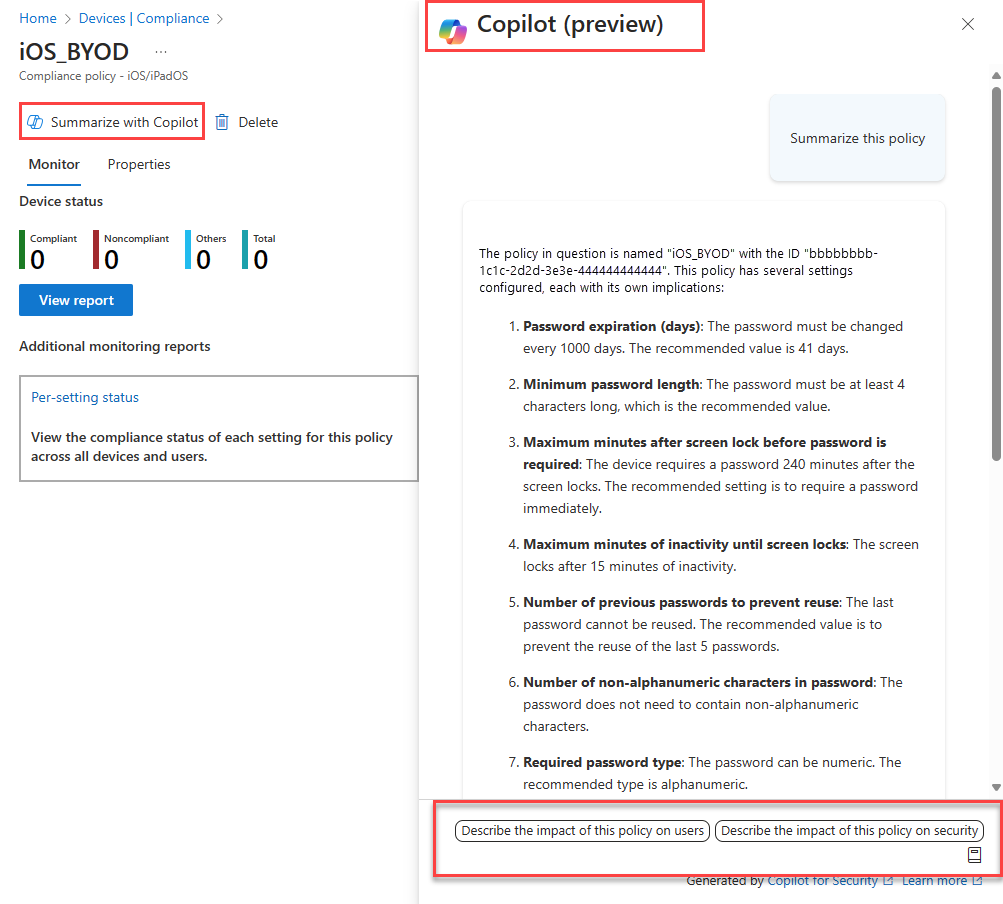 Home > Devices | Compliance >
iOS_BYOD ...
Compliance policy - iOS/iPadOS
Summarize with Copilot Delete
Monitor Properties
Device status
Compliant Noncompliant Others Total
0 0 0 0
View report
Additional monitoring reports
Per-setting status
View the compliance status of each setting for this policy
across all devices and users.
Copilot (preview)
Summarize this policy
The policy in question is named "iOS_BYOD" with the ID "bbbbbbbb-
1c1c-2d2d-3e3e-444444444444". This policy has several settings
configured, each with its own implications:
1. Password expiration (days): The password must be changed
every 1000 days. The recommended value is 41 days.
2. Minimum password length: The password must be at least 4
characters long, which is the recommended value.
3. Maximum minutes after screen lock before password is
required: The device requires a password 240 minutes after the
screen locks. The recommended setting is to require a password
immediately.
4. Maximum minutes of inactivity until screen locks: The screen
locks after 15 minutes of inactivity.
5. Number of previous passwords to prevent reuse: The last
password cannot be reused. The recommended value is to
prevent the reuse of the last 5 passwords.
6. Number of non-alphanumeric characters in password: The
password does not need to contain non-alphanumeric
characters.
7. Required password type: The password can be numeric. The
recommended type is alphanumeric.
Describe the impact of this policy on users Describe the impact of this policy on security
Generated by Copilot for Security Learn more